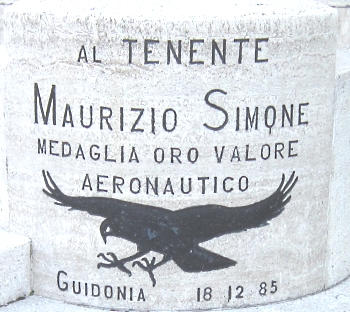 AL TENENTE
MAURIZIO SIMONE
MEDAGLIA ORO VALORE
AERONAUTICO
GUIDONIA 18 12 85